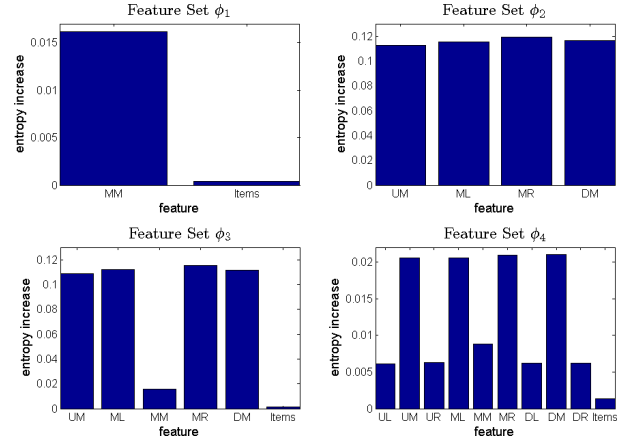 Feature Set ϕ₁
0.015
0.01
0.005
0
entropy increase
MM Items
feature
Feature Set ϕ₂
0.12
0.1
0.08
0.06
0.04
0.02
0
entropy increase
UM ML MR DM
feature
Feature Set ϕ₃
0.12
0.1
0.08
0.06
0.04
0.02
0
entropy increase
UM ML MM MR DM Items
feature
Feature Set ϕ₄
0.02
0.015
0.01
0.005
0
entropy increase
UL UM UR ML MM MR DL DM DR Items
feature